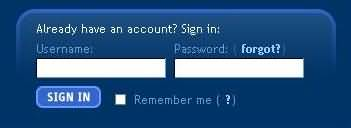 Already have an account? Sign in:
Username: Password: ( forgot?)
SIGN IN Remember me ( ?)